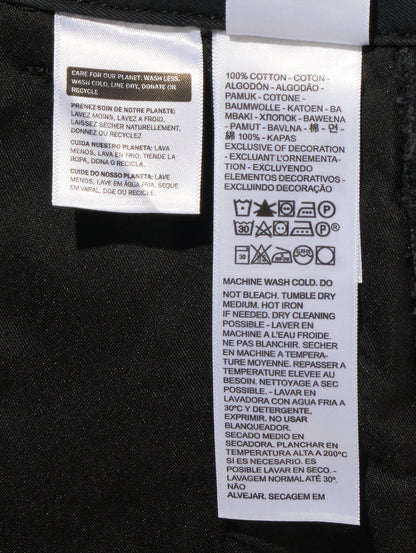 CARE FOR OUR PLANET: WASH LESS,
WASH COLD, LINE DRY, DONATE OR
RECYCLE.
PRENEZ SOIN DE NOTRE PLANETE:
LAVEZ MOINS, LAVEZ A FROID,
LAISSEZ SECHER NATURELLEMENT,
DONNEZ OU RECYCLEZ
CUIDA NUESTRO PLANETA: LAVA
MENOS, LAVA EN FRIO, TIENDE LA
ROPA, DONA O RECICLA.
CUIDE DO NOSSO PLANETA: LAVE
MENOS, LAVE EM ÁGUA FRIA, SEQUE
EM VARAL, DOE OU RECICLE.
100% COTTON - COTON -
ALGODÓN - ALGODÃO -
PAMUK - COTONE -
BAUMWOLLE - KATOEN - BA
MBAKI - ХЛОПОК - BAWEŁNA
- PAMUT - BAVLNA - 棉 - 면 -
綿 100% - KAPAS
EXCLUSIVE OF DECORATION
- EXCLUANT L'ORNEMENTA-
TION - EXCLUYENDO
ELEMENTOS DECORATIVOS -
EXCLUINDO DECORAÇÃO
P
30 P®
30
MACHINE WASH COLD. DO
NOT BLEACH. TUMBLE DRY
MEDIUM. HOT IRON
IF NEEDED. DRY CLEANING
POSSIBLE - LAVER EN
MACHINE A L'EAU FROIDE.
NE PAS BLANCHIR. SECHER
EN MACHINE A TEMPERA-
TURE MOYENNE. REPASSER A
TEMPERATURE ELEVEE AU
BESOIN. NETTOYAGE A SEC
POSSIBLE. - LAVAR EN
LAVADORA CON AGUA FRIA A
30ºC Y DETERGENTE.
EXPRIMIR. NO USAR
BLANQUEADOR.
SECADO MEDIO EN
SECADORA. PLANCHAR EN
TEMPERATURA ALTA A 200ºC
SI ES NECESARIO. ES
POSIBLE LAVAR EN SECO. -
LAVAGEM NORMAL ATÉ 30º.
NÃO
ALVEJAR. SECAGEM EM